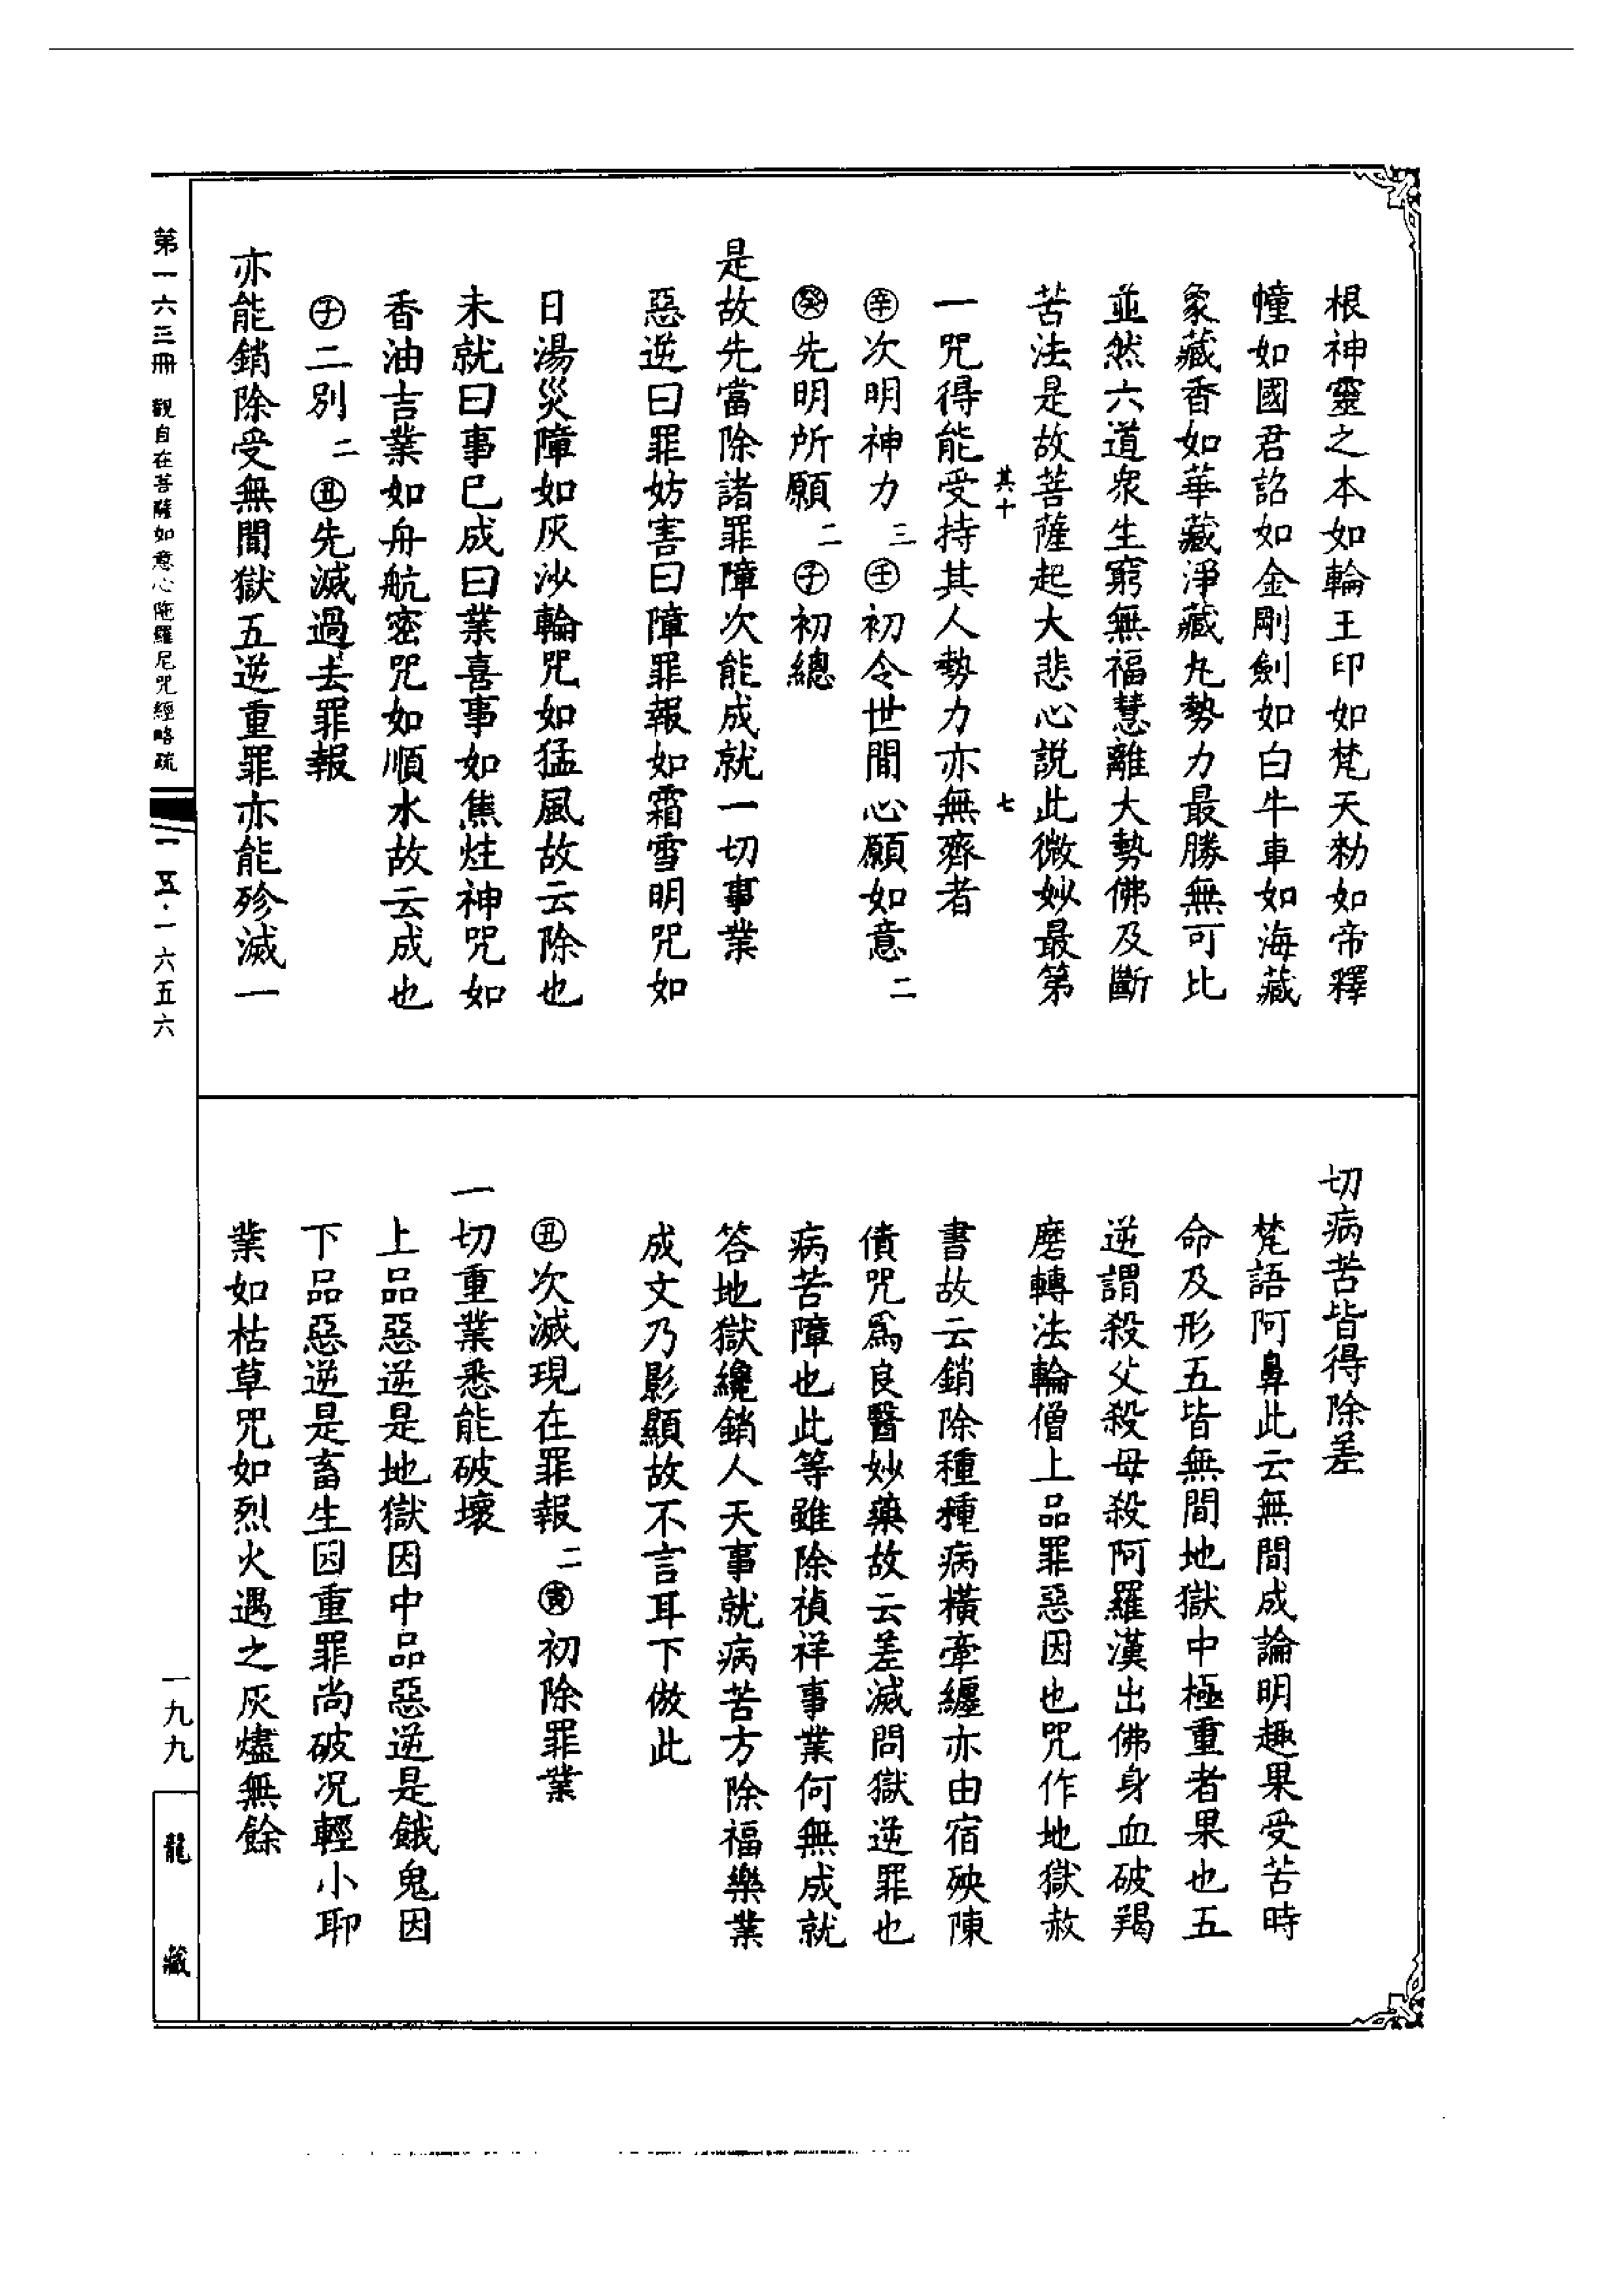 根神靈之本如輪王印如梵天勑如帝釋
幢如國君詔如金剛劍如白牛車如海藏
象藏香如華藏淨藏丸勢力最勝無可比
並然六道衆生窮無福慧離大勢佛及斷
苦法是故菩薩起大悲心說此微妙最第
其十 七
一咒得能受持其人勢力亦無齊者
㊛次明神力三㊋初令世間心願如意二
癸先明所願二子初總
是故先當除諸罪障次能成就一切事業
惡逆曰罪妨害曰障罪報如霜雪明咒如
日湯災障如灰沙輪咒如猛風故云除也
未就曰事已成曰業喜事如焦炷神咒如
香油吉業如舟航密咒如順水故云成也
子二別二丑先滅過去罪報
亦能銷除受無間獄五逆重罪亦能殄滅一
切病苦皆得除差
梵語阿鼻此云無間成論明趣果受苦時
命及形五皆無間地獄中極重者果也五
逆謂殺父殺母殺阿羅漢出佛身血破羯
磨轉法輪僧上品罪惡因也咒作地獄赦
書故云銷除種種病橫牽纏亦由宿殃陳
債咒爲良醫妙藥故云差滅問獄逆罪也
病苦障也此等雖除禎祥事業何無成就
答地獄纔銷人天事就病苦方除福樂業
成文乃影顯故不言耳下倣此
丑次滅現在罪報二寅初除罪業
一切重業悉能破壞
上品惡逆是地獄因中品惡逆是餓鬼因
下品惡逆是畜生因重罪尚破况輕小耶
業如枯草咒如烈火遇之灰燼無餘
第一六三冊 觀自在菩薩如意心陁羅尼咒經略疏 一五·一六五六
一九九
龍藏